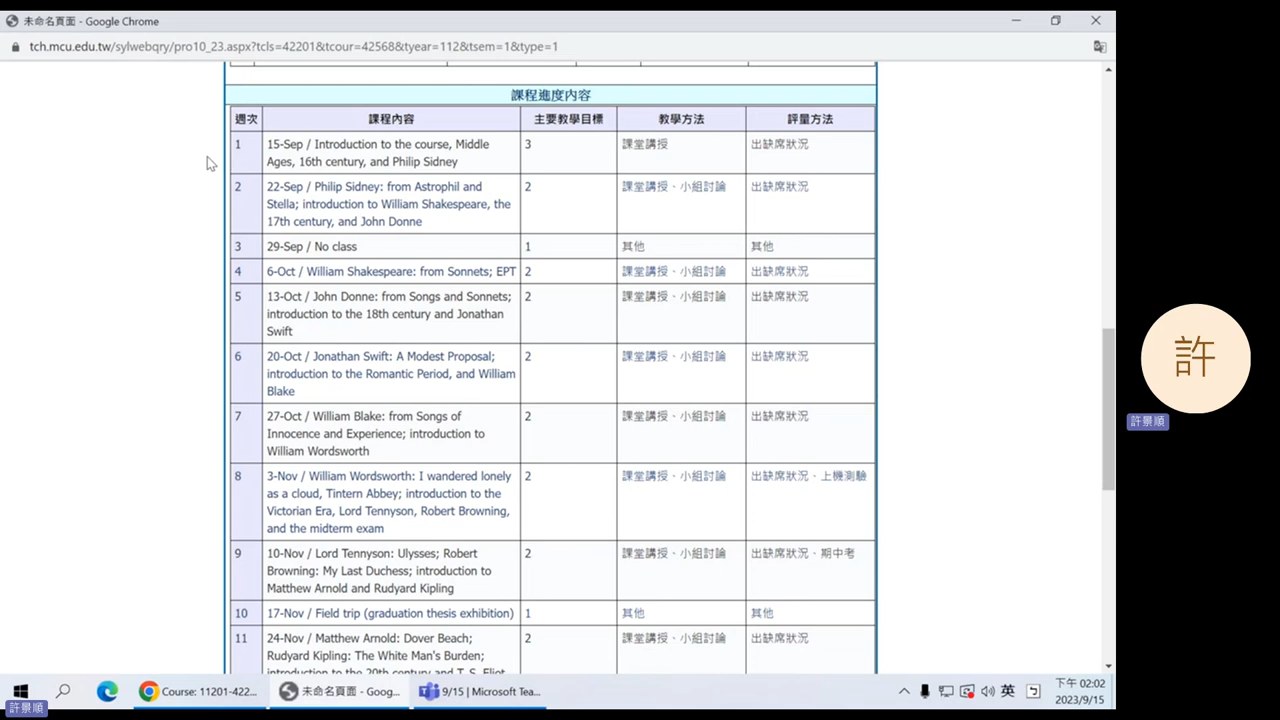 未命名頁面 - Google Chrome
tch.mcu.edu.tw/sylwebqry/pro10_23.aspx?tcls=42201&tcour=42568&tyear=112&tsem=1&type=1
課程進度內容
週次 課程內容 主要教學目標 教學方法 評量方法
1 15-Sep / Introduction to the course, Middle 3 課堂講授 出缺席狀況
Ages, 16th century, and Philip Sidney
2 22-Sep / Philip Sidney: from Astrophil and 2 課堂講授、小組討論 出缺席狀況
Stella; introduction to William Shakespeare, the
17th century, and John Donne
3 29-Sep / No class 1 其他 其他
4 6-Oct / William Shakespeare: from Sonnets; EPT 2 課堂講授、小組討論 出缺席狀況
5 13-Oct / John Donne: from Songs and Sonnets; 2 課堂講授、小組討論 出缺席狀況
introduction to the 18th century and Jonathan
Swift
6 20-Oct / Jonathan Swift: A Modest Proposal; 2 課堂講授、小組討論 出缺席狀況
introduction to the Romantic Period, and William
Blake
7 27-Oct / William Blake: from Songs of 2 課堂講授、小組討論 出缺席狀況
Innocence and Experience; introduction to
William Wordsworth
8 3-Nov / William Wordsworth: I wandered lonely 2 課堂講授、小組討論 出缺席狀況、上機測驗
as a cloud, Tintern Abbey; introduction to the
Victorian Era, Lord Tennyson, Robert Browning,
and the midterm exam
9 10-Nov / Lord Tennyson: Ulysses; Robert 2 課堂講授、小組討論 出缺席狀況、期中考
Browning: My Last Duchess; introduction to
Matthew Arnold and Rudyard Kipling
10 17-Nov / Field trip (graduation thesis exhibition) 1 其他 其他
11 24-Nov / Matthew Arnold: Dover Beach; 2 課堂講授、小組討論 出缺席狀況
Rudyard Kipling: The White Man's Burden;
introduction to the 20th century and T. S. Eliot
許
許景順
Course: 11201-422... 未命名頁面 - Goog... 9/15 | Microsoft Tea... 英 下午 02:02
2023/9/15
許景順